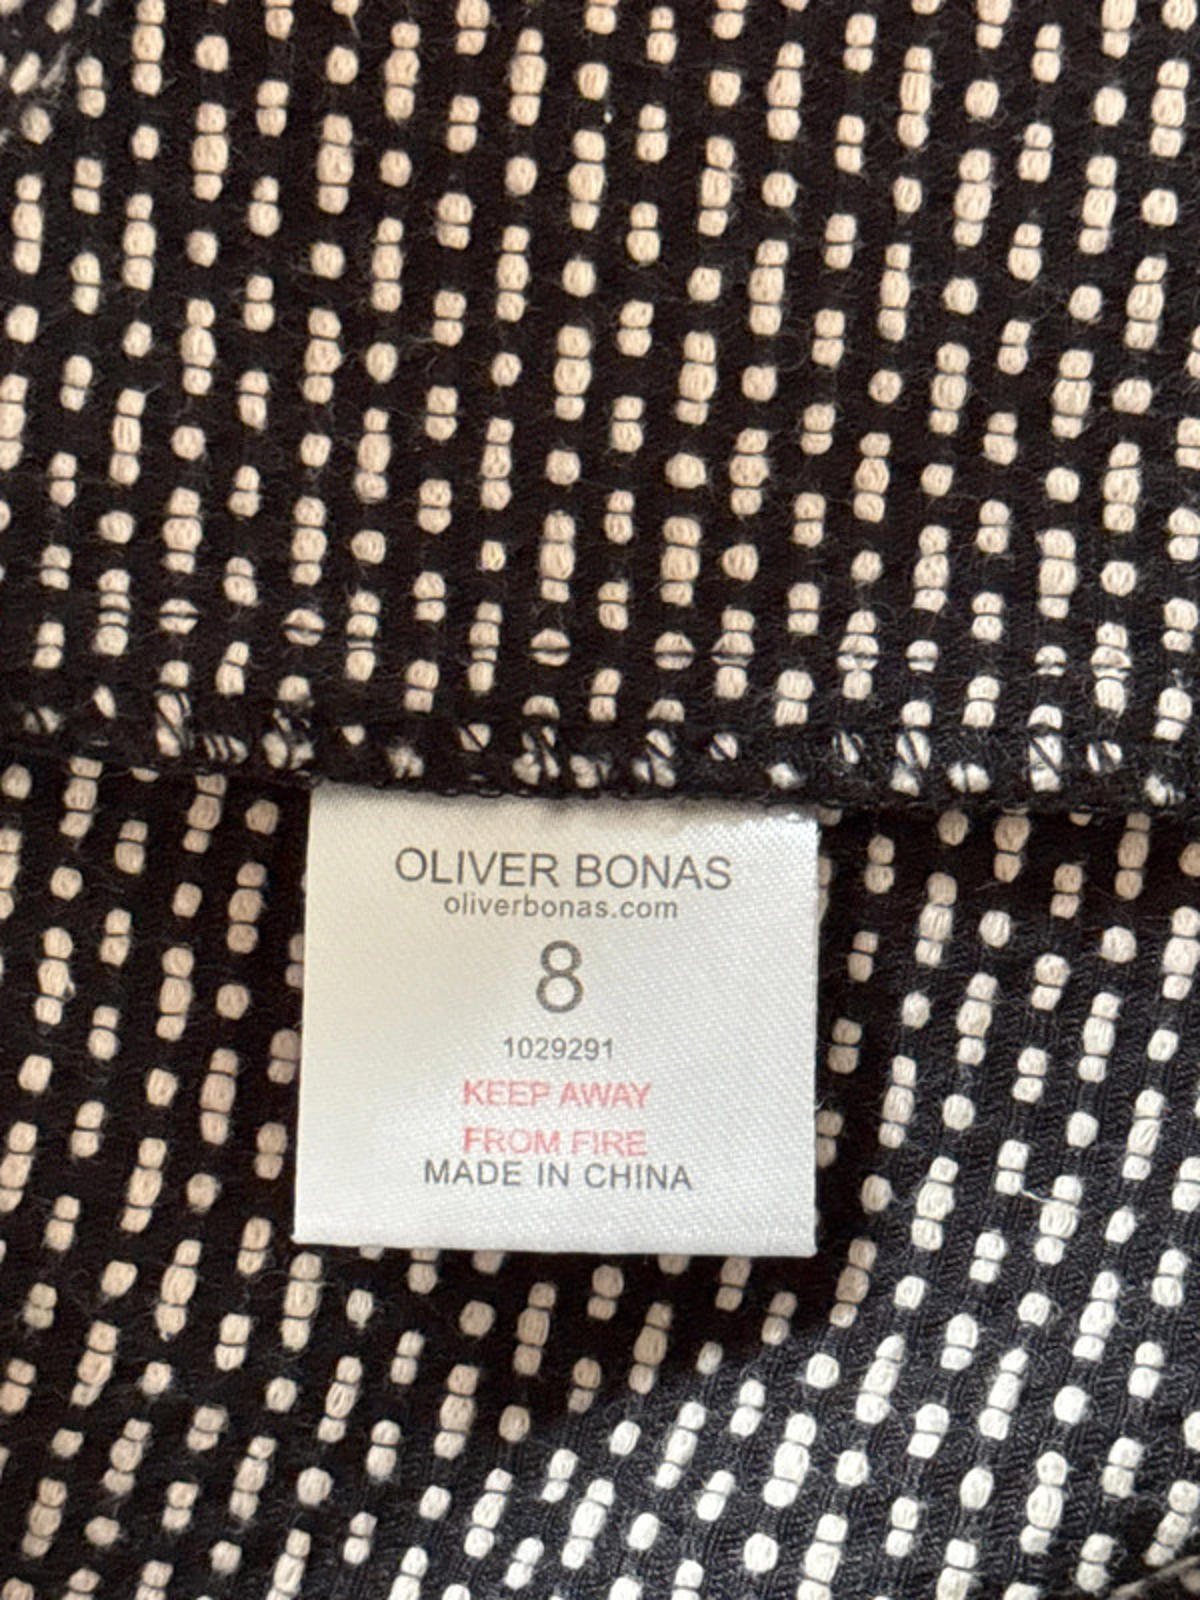 OLIVER BONAS
oliverbonas.com
8
1029291
KEEP AWAY
FROM FIRE
MADE IN CHINA